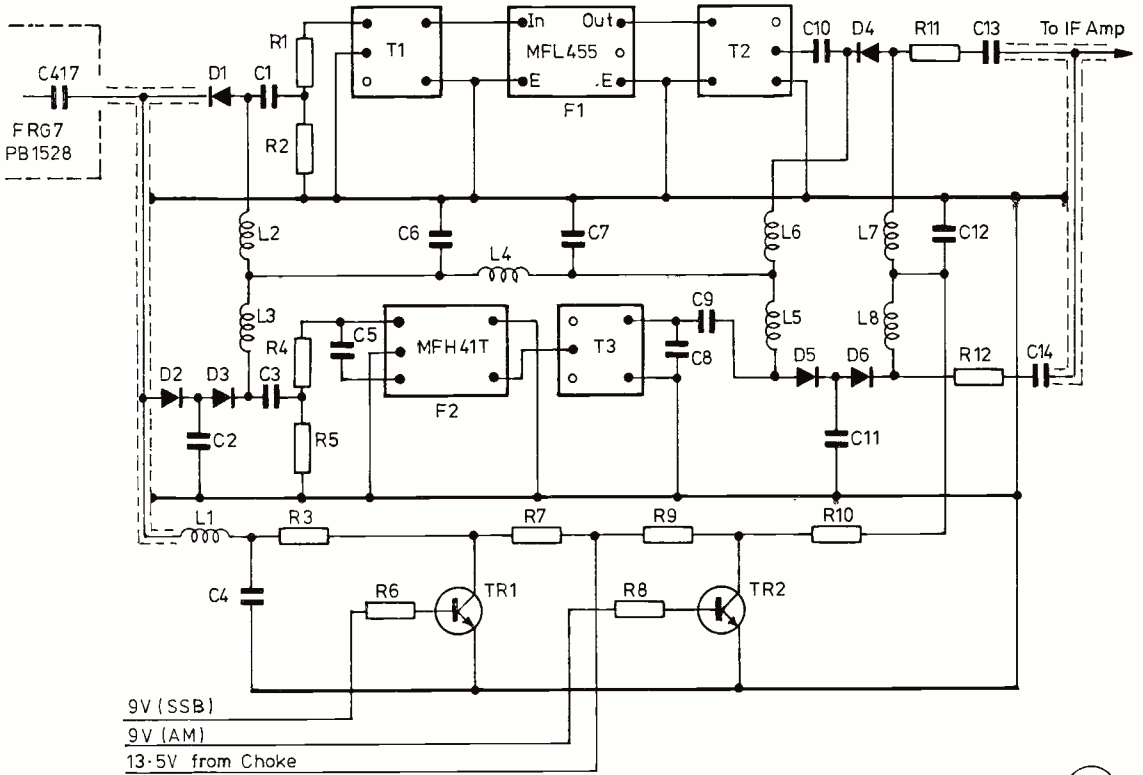 C417
FRG7
PB1528
D1
C1
R1
R2
T1
In
Out
MFL455
E
E
F1
T2
C10
D4
R11
C13
To IF Amp
L2
C6
C7
L6
L7
C12
L4
L3
R4
C5
MFH41T
F2
T3
C9
C8
L5
L8
D2
D3
C3
D5
D6
R12
C14
C2
R5
C11
L1
R3
R7
R9
R10
C4
R6
TR1
R8
TR2
9V (SSB)
9V (AM)
13·5V from Choke